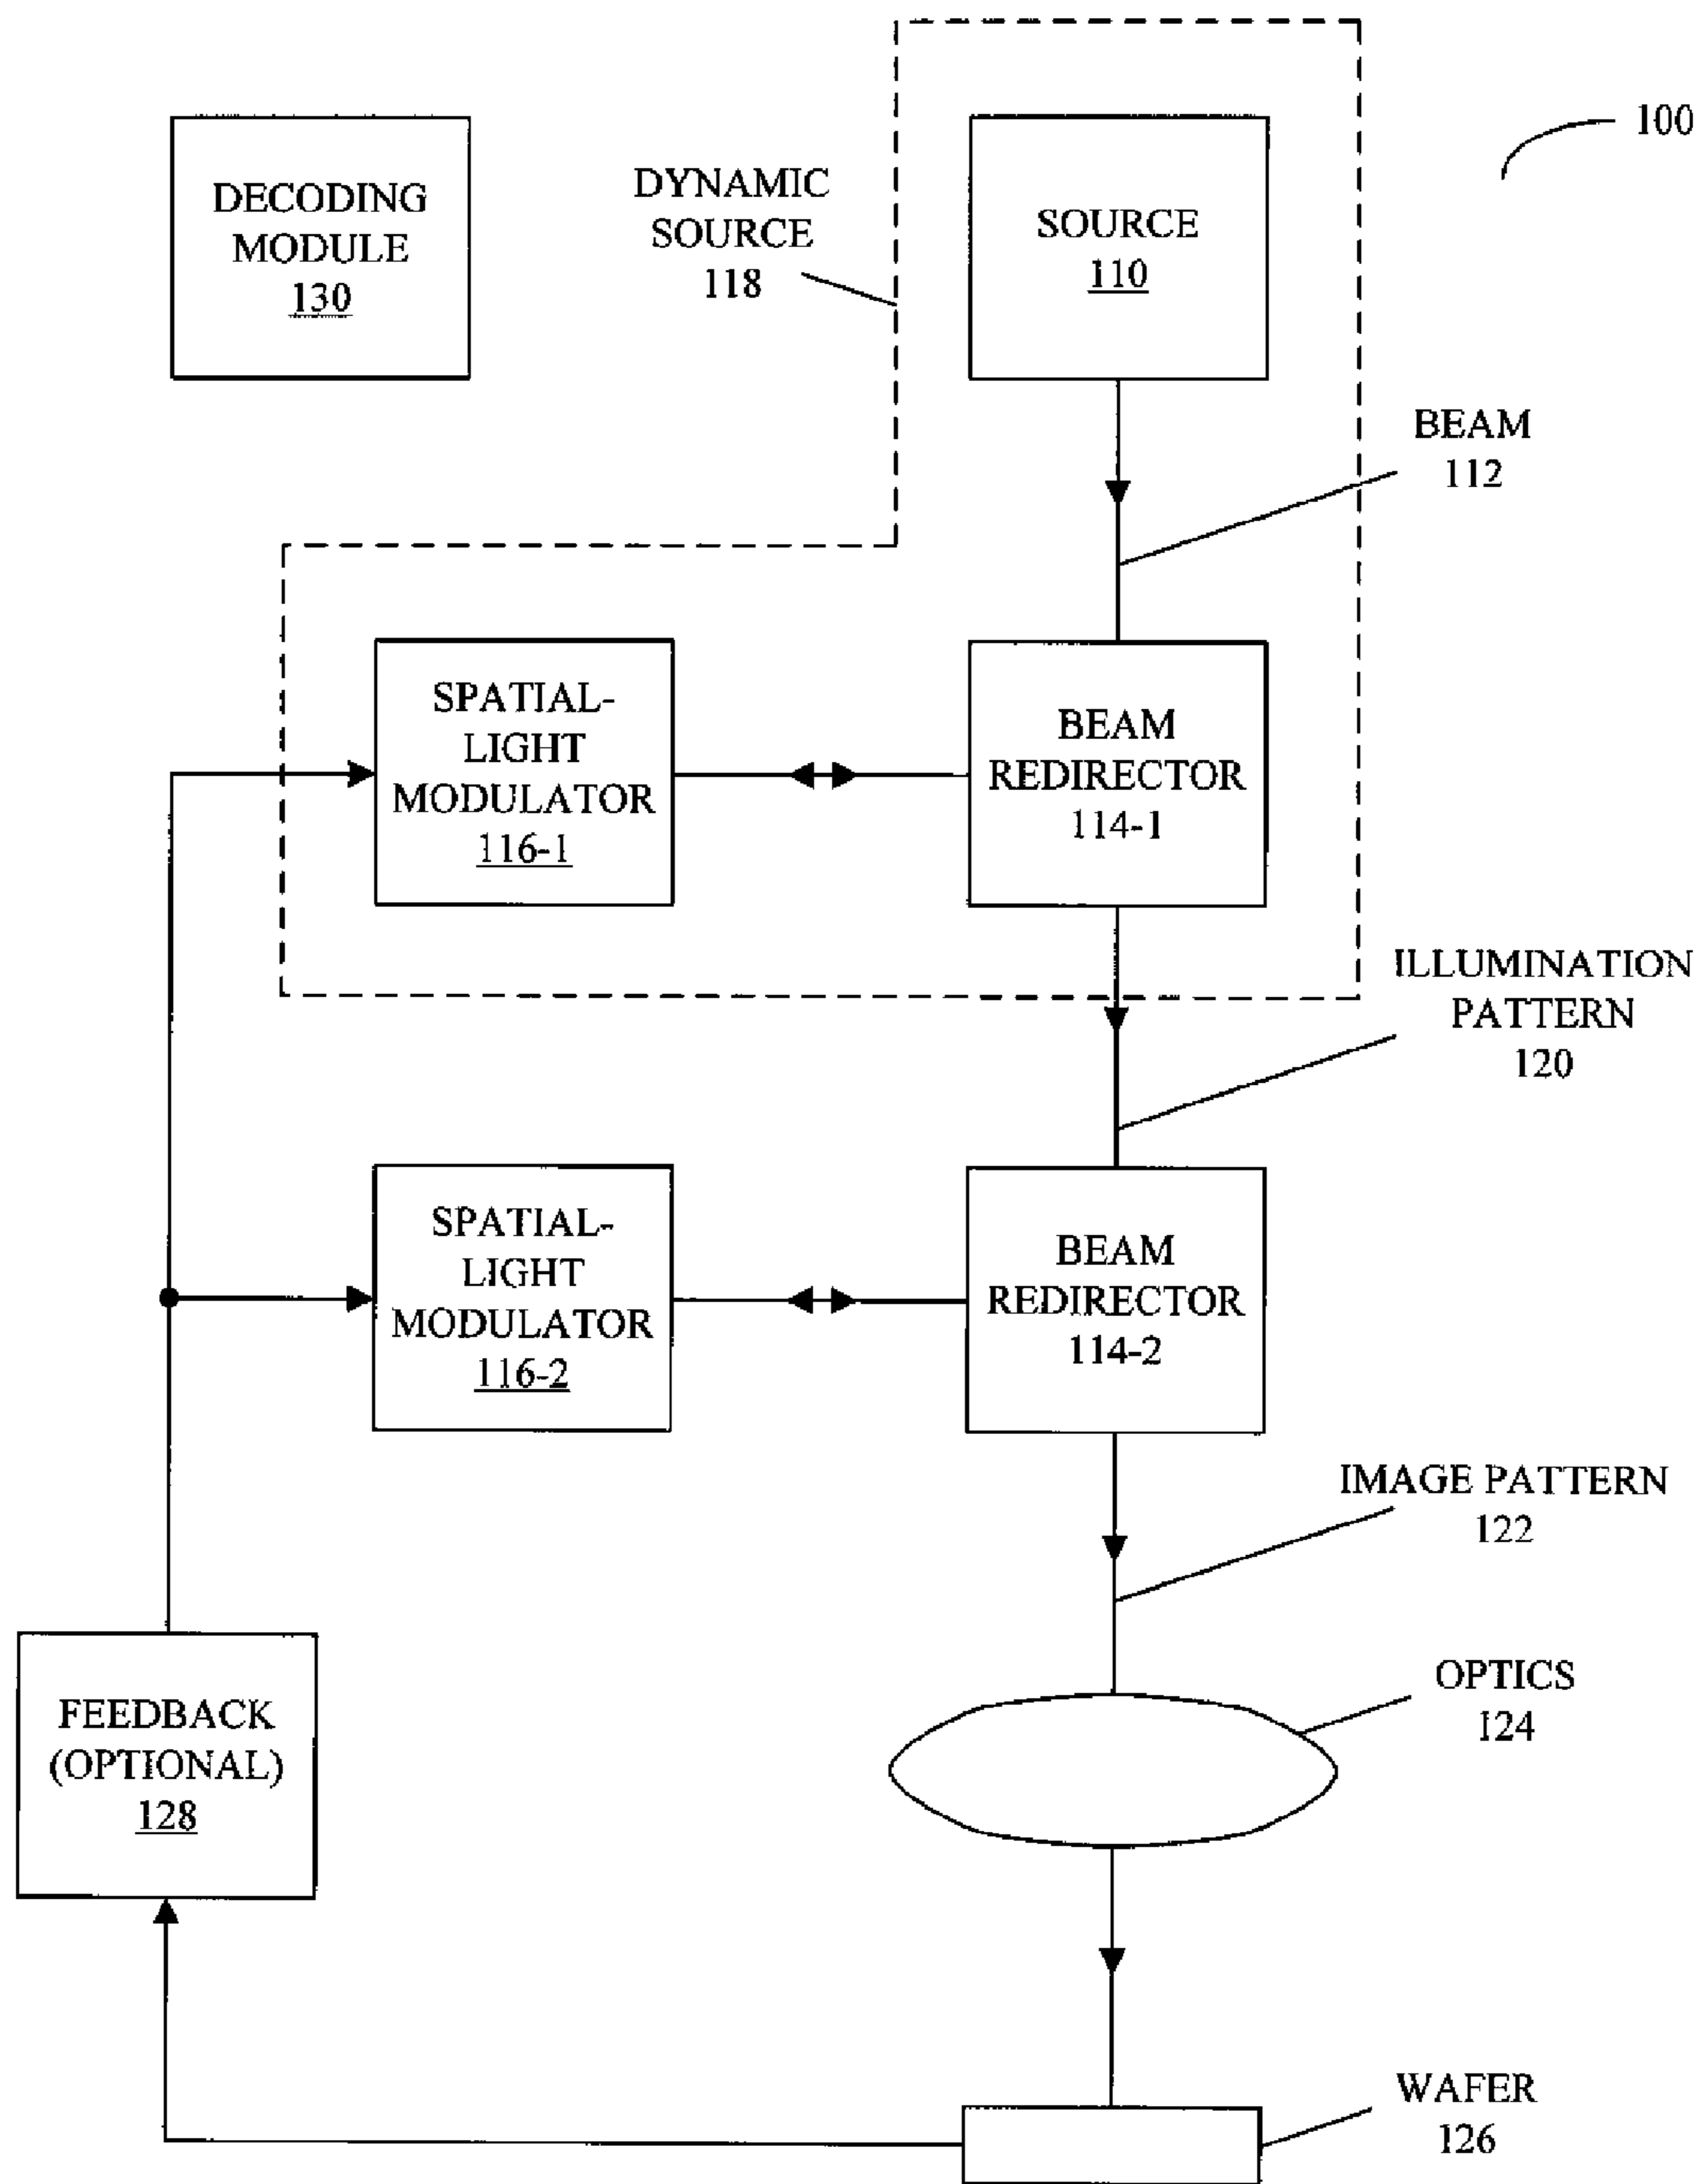 100
DECODING
MODULE
130
DYNAMIC
SOURCE
118
SOURCE
110
BEAM
112
SPATIAL-
LIGHT
MODULATOR
116-1
BEAM
REDIRECTOR
114-1
ILLUMINATION
PATTERN
120
SPATIAL-
LIGHT
MODULATOR
116-2
BEAM
REDIRECTOR
114-2
IMAGE PATTERN
122
FEEDBACK
(OPTIONAL)
128
OPTICS
124
WAFER
126